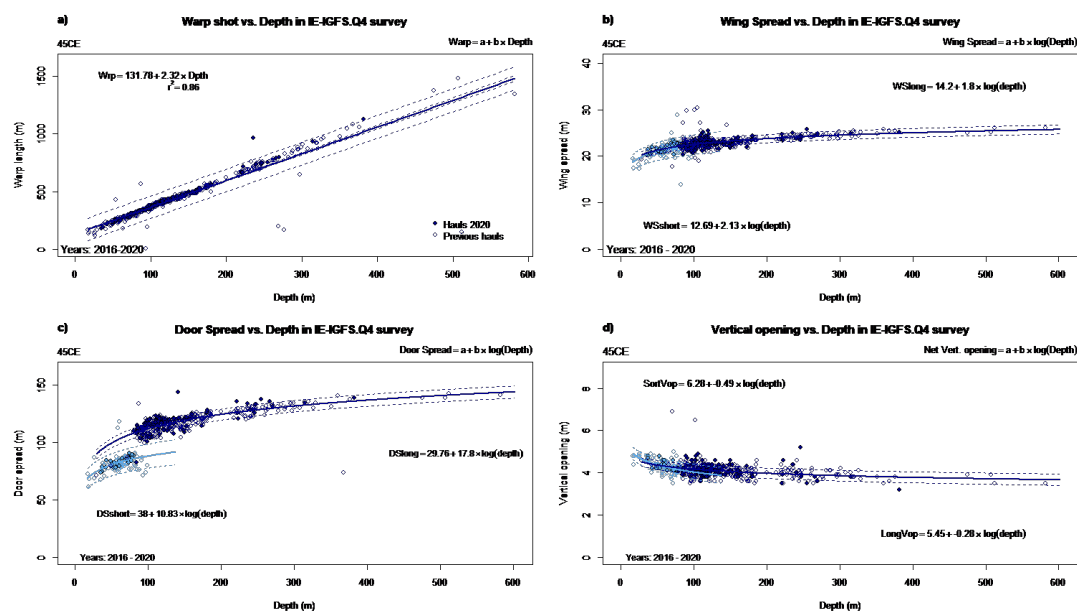 a) Warp shot vs. Depth in IE-IGFS.Q4 survey
45CE Warp = a + b × Depth
Wrp = 131.78 + 2.32 × Dpth
r² = 0.86
Warp length (m)
0 500 1000 1500
Hauls 2020
Previous hauls
Years: 2016-2020
0 100 200 300 400 500 600
Depth (m)
b) Wing Spread vs. Depth in IE-IGFS.Q4 survey
45CE Wing Spread = a + b × log(Depth)
WSlong = 14.2 + 1.8 × log(depth)
Wing spread (m)
0 10 20 30 40
WSshort = 12.69 + 2.13 × log(depth)
Years: 2016 - 2020
0 100 200 300 400 500 600
Depth (m)
c) Door Spread vs. Depth in IE-IGFS.Q4 survey
45CE Door Spread = a + b × log(Depth)
Door spread (m)
0 50 100 150
DSlong = 29.76 + 17.8 × log(depth)
DSshort = 38 + 10.83 × log(depth)
Years: 2016 - 2020
0 100 200 300 400 500 600
Depth (m)
d) Vertical opening vs. Depth in IE-IGFS.Q4 survey
45CE Net Vert. opening = a + b × log(Depth)
SortVop = 6.28 + -0.49 × log(depth)
Vertical opening (m)
0 2 4 6 8
LongVop = 5.45 + -0.28 × log(depth)
Years: 2016 - 2020
0 100 200 300 400 500 600
Depth (m)